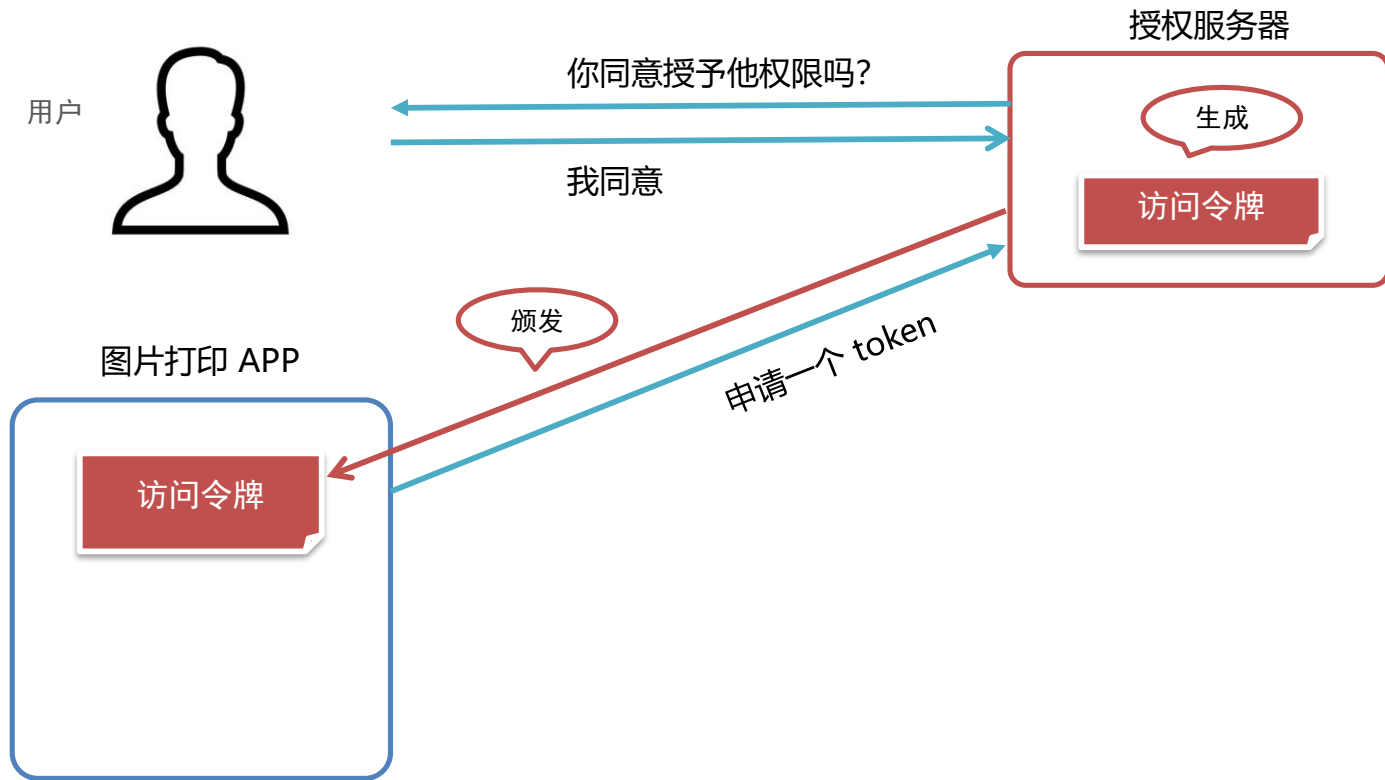 授权服务器
你同意授予他权限吗？
用户
生成
我同意
访问令牌
颁发
申请一个 token
图片打印 APP
访问令牌